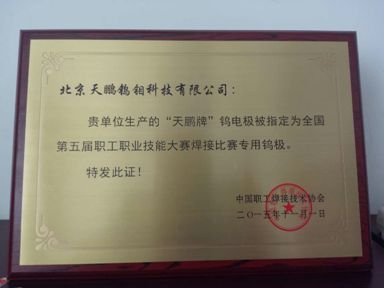 北京天鹏钨钼科技有限公司：
贵单位生产的“天鹏牌”钨电极被指定为全国
第五届职工职业技能大赛焊接比赛专用钨极。
特发此证！
中国职工焊接技术协会
二〇一五年十一月一日